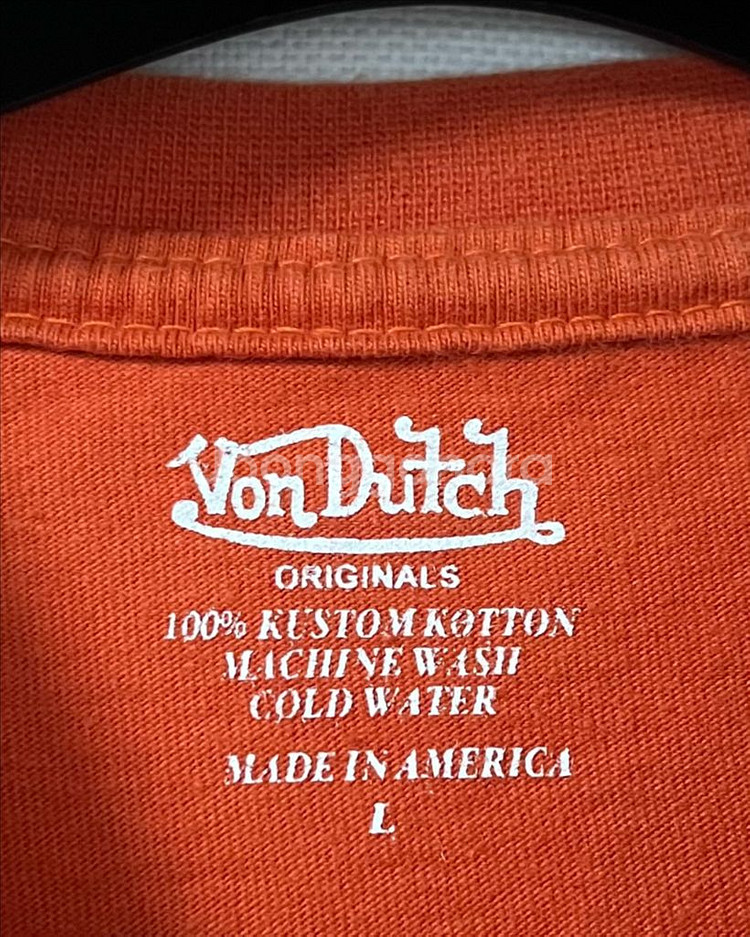 Von Dutch
ORIGINALS
100% KUSTOM KOTTON
MACHINE WASH
COLD WATER
MADE IN AMERICA
L